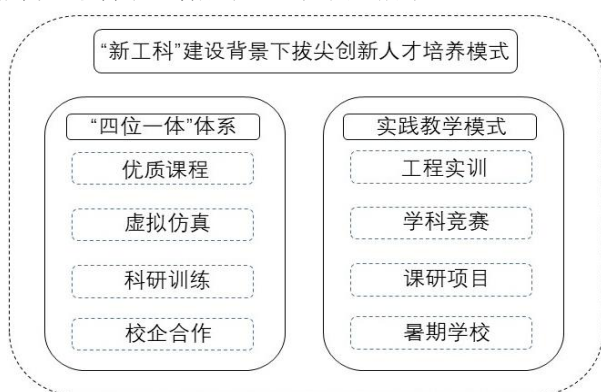 “新工科”建设背景下拔尖创新人才培养模式
“四位一体”体系
优质课程
虚拟仿真
科研训练
校企合作
实践教学模式
工程实训
学科竞赛
课研项目
暑期学校